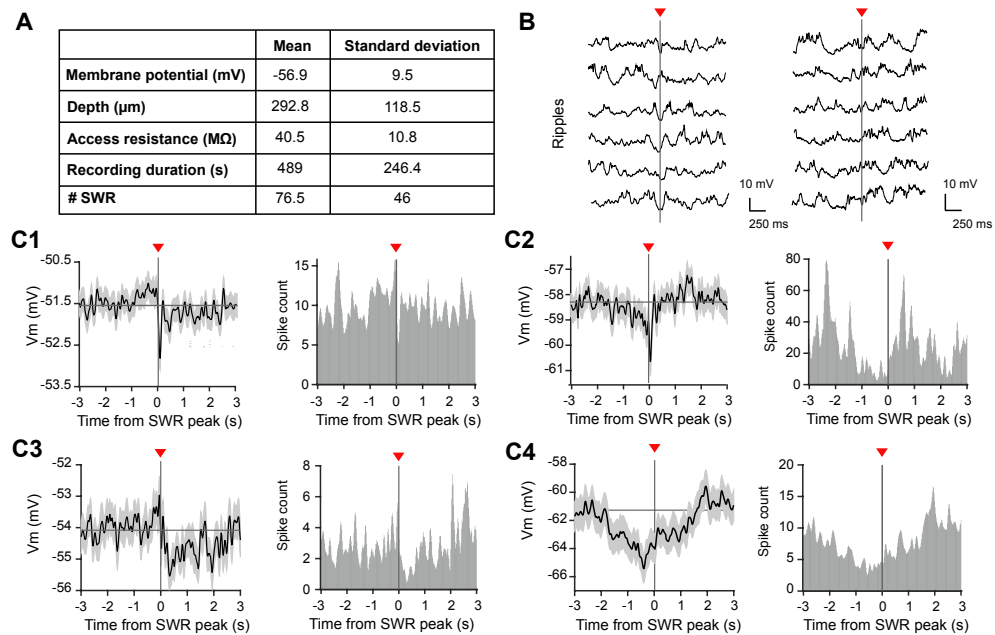 A
Mean Standard deviation
Membrane potential (mV) -56.9 9.5
Depth (µm) 292.8 118.5
Access resistance (MΩ) 40.5 10.8
Recording duration (s) 489 246.4
# SWR 76.5 46
B
Ripples
10 mV
250 ms
10 mV
250 ms
C1
Vm (mV)
-50.5
-51.5
-52.5
-53.5
-3 -2 -1 0 1 2 3
Time from SWR peak (s)
Spike count
15
10
5
0
-3 -2 -1 0 1 2 3
Time from SWR peak (s)
C2
Vm (mV)
-57
-58
-59
-60
-61
-3 -2 -1 0 1 2 3
Time from SWR peak (s)
Spike count
80
60
40
20
0
-3 -2 -1 0 1 2 3
Time from SWR peak (s)
C3
Vm (mV)
-52
-53
-54
-55
-56
-3 -2 -1 0 1 2 3
Time from SWR peak (s)
Spike count
8
6
4
2
0
-3 -2 -1 0 1 2 3
Time from SWR peak (s)
C4
Vm (mV)
-58
-60
-62
-64
-66
-3 -2 -1 0 1 2 3
Time from SWR peak (s)
Spike count
20
15
10
5
0
-3 -2 -1 0 1 2 3
Time from SWR peak (s)